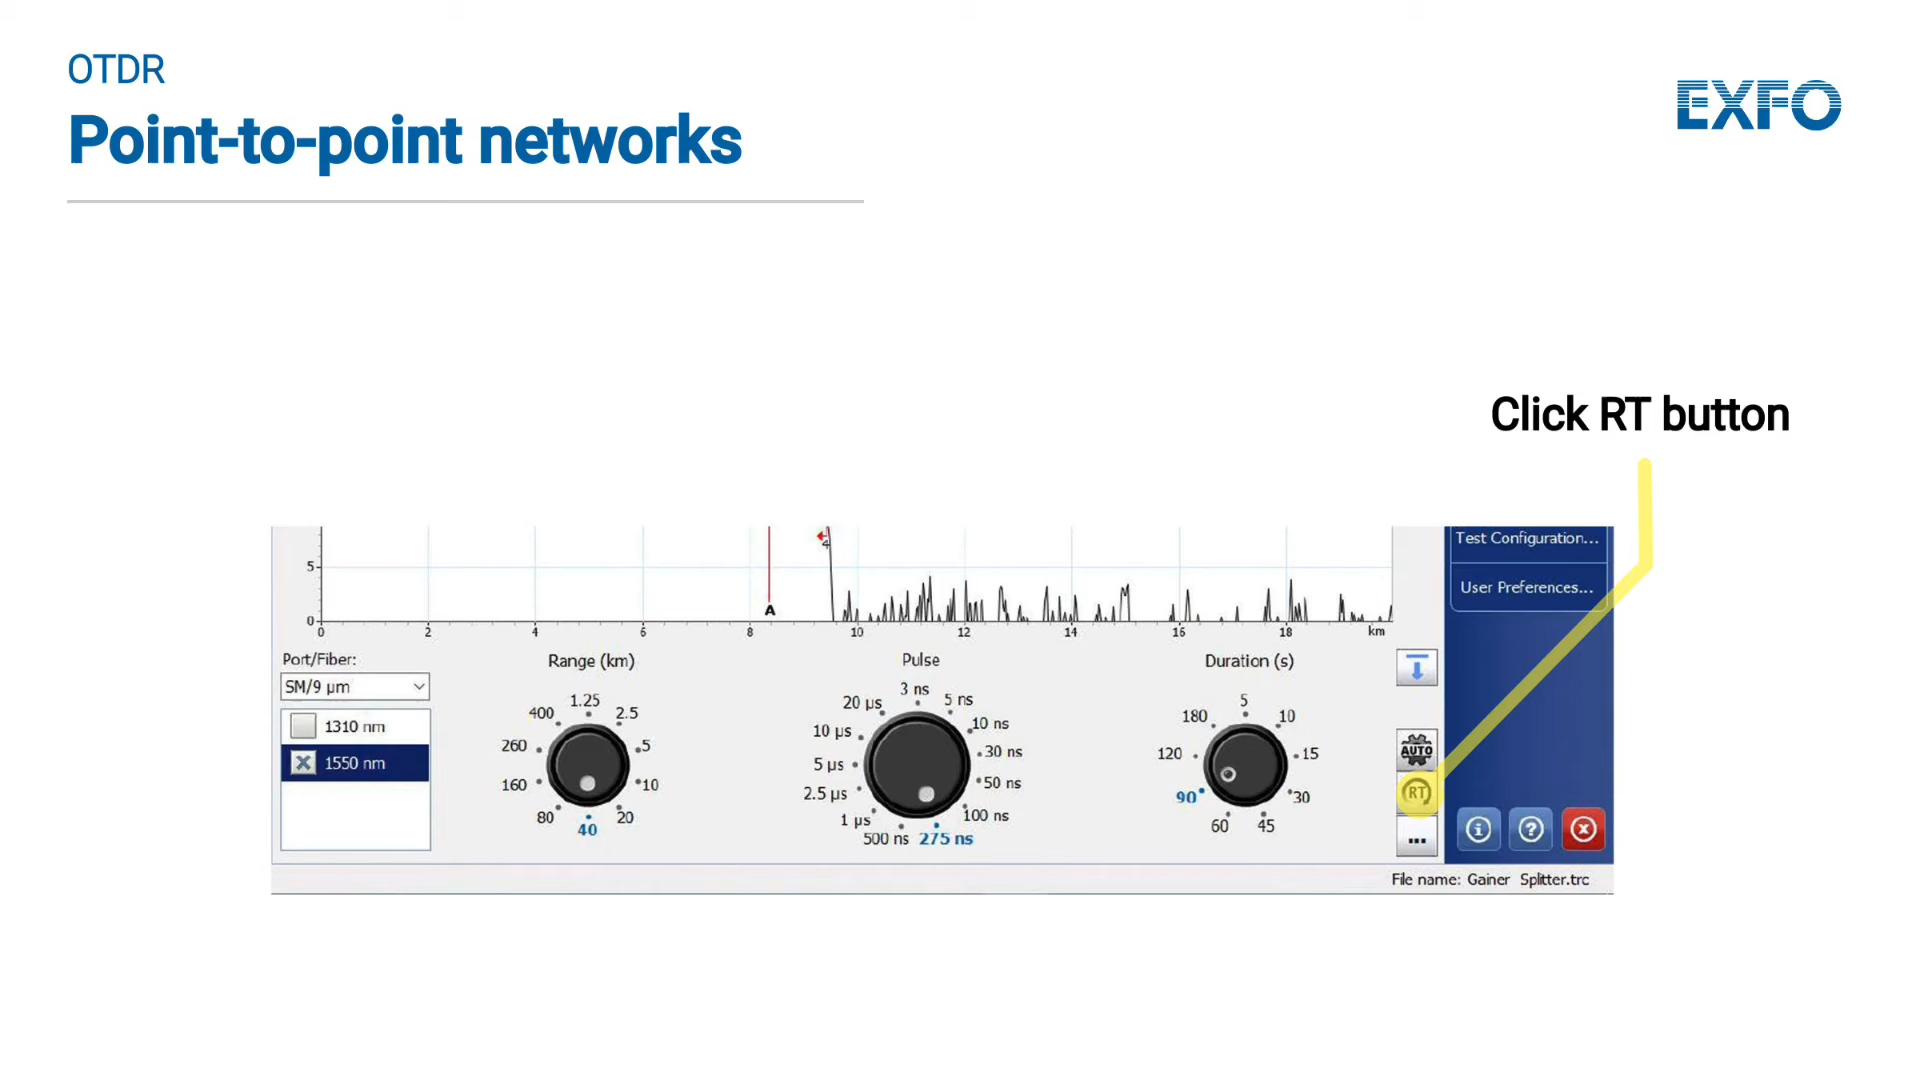 OTDR
Point-to-point networks
EXFO
Click RT button
Test Configuration...
User Preferences...
4
5
0
A
0 2 4 6 8 10 12 14 16 18 km
Port/Fiber:
SM/9 µm
1310 nm
1550 nm
Range (km)
1.25
2.5
5
10
20
40
80
160
260
400
Pulse
3 ns
5 ns
10 ns
30 ns
50 ns
100 ns
275 ns
500 ns
1 µs
2.5 µs
5 µs
10 µs
20 µs
Duration (s)
5
10
15
30
45
60
90
120
180
AUTO
RT
...
i
?
x
File name: Gainer Splitter.trc